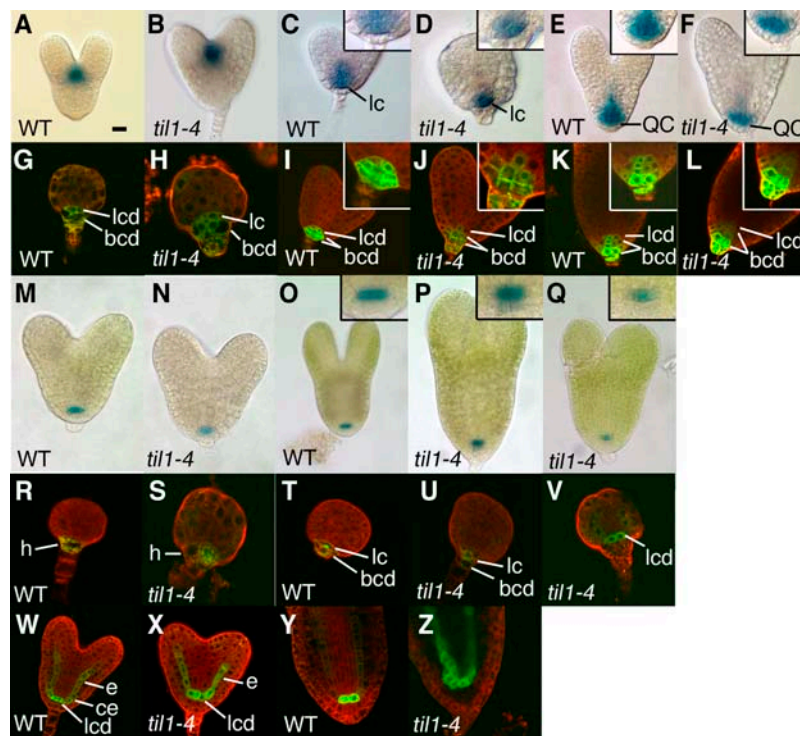 A B C D E F
lc lc QC QC
WT til1-4 WT til1-4 WT til1-4
G H I J K L
lcd bcd lc bcd lcd bcd lcd bcd lcd bcd lcd bcd
WT til1-4 WT til1-4 WT til1-4
M N O P Q
WT til1-4 WT til1-4 til1-4
R S T U V
h h lc bcd lc bcd lcd
WT til1-4 WT til1-4 til1-4
W X Y Z
e ce lcd e lcd
WT til1-4 WT til1-4